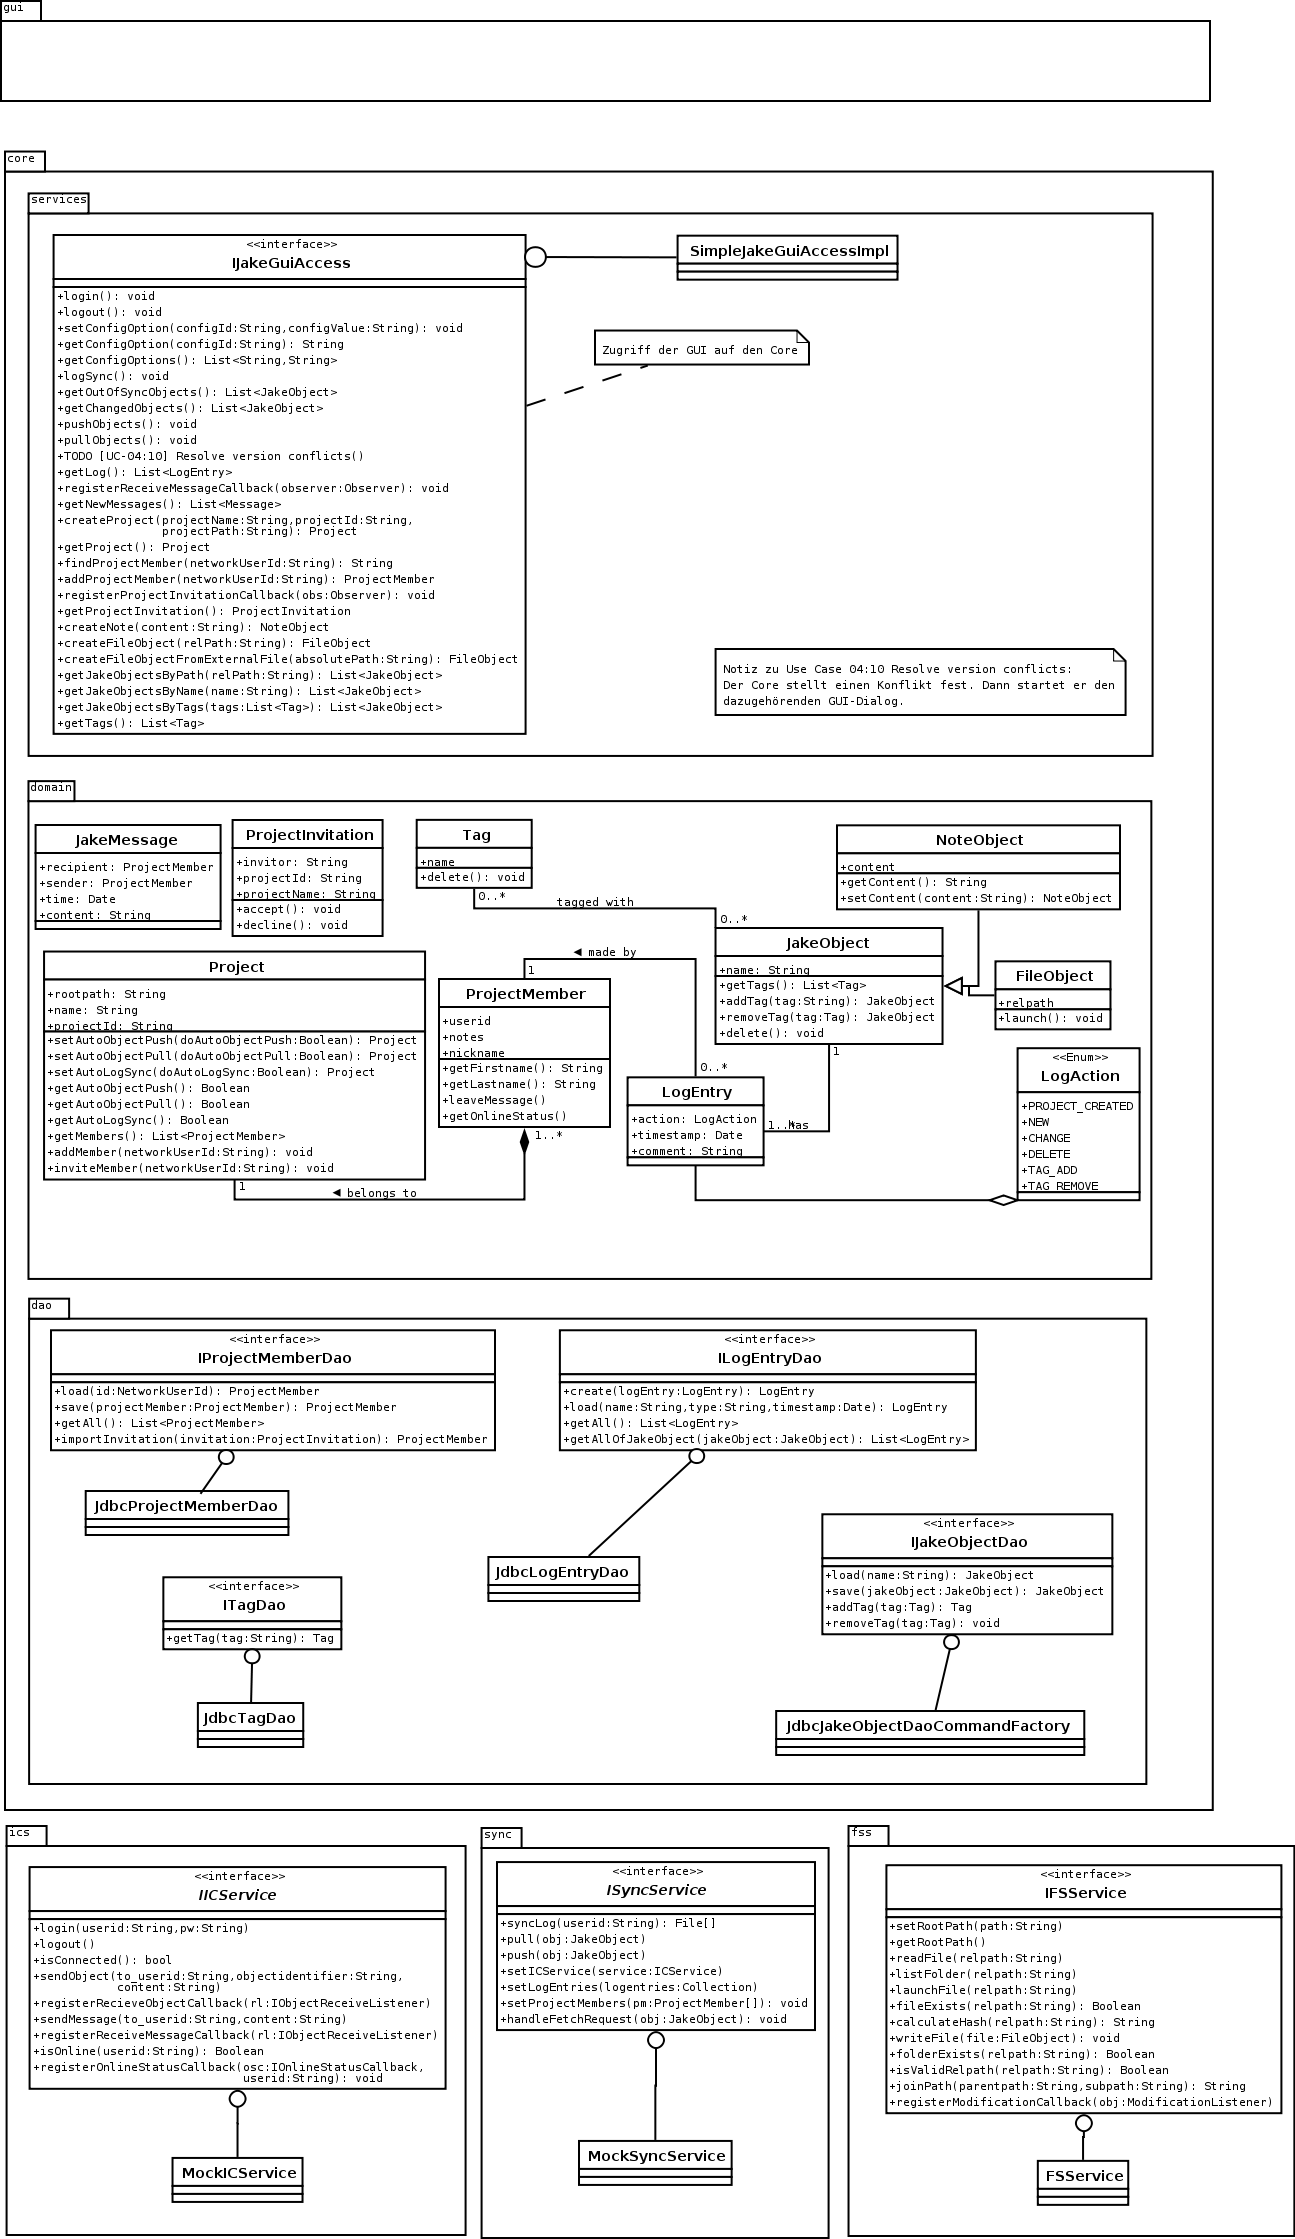 gui
core
services
<<interface>>
IJakeGuiAccess
+login(): void
+logout(): void
+setConfigOption(configId:String,configValue:String): void
+getConfigOption(configId:String): String
+getConfigOptions(): List<String,String>
+logSync(): void
+getOutOfSyncObjects(): List<JakeObject>
+getChangedObjects(): List<JakeObject>
+pushObjects(): void
+pullObjects(): void
+TODO [UC-04:10] Resolve version conflicts()
+getLog(): List<LogEntry>
+registerReceiveMessageCallback(observer:Observer): void
+getNewMessages(): List<Message>
+createProject(projectName:String,projectId:String,
projectPath:String): Project
+getProject(): Project
+findProjectMember(networkUserId:String): String
+addProjectMember(networkUserId:String): ProjectMember
+registerProjectInvitationCallback(obs:Observer): void
+getProjectInvitation(): ProjectInvitation
+createNote(content:String): NoteObject
+createFileObject(relPath:String): FileObject
+createFileObjectFromExternalFile(absolutePath:String): FileObject
+getJakeObjectsByPath(relPath:String): List<JakeObject>
+getJakeObjectsByName(name:String): List<JakeObject>
+getJakeObjectsByTags(tags:List<Tag>): List<JakeObject>
+getTags(): List<Tag>
SimpleJakeGuiAccessImpl
Zugriff der GUI auf den Core
Notiz zu Use Case 04:10 Resolve version conflicts:
Der Core stellt einen Konflikt fest. Dann startet er den
dazugehörenden GUI-Dialog.
domain
JakeMessage
+recipient: ProjectMember
+sender: ProjectMember
+time: Date
+content: String
ProjectInvitation
+invitor: String
+projectId: String
+projectName: String
+accept(): void
+decline(): void
Tag
+name
+delete(): void
0..*
tagged with
0..*
NoteObject
+content
+getContent(): String
+setContent(content:String): NoteObject
Project
+rootpath: String
+name: String
+projectId: String
+setAutoObjectPush(doAutoObjectPush:Boolean): Project
+setAutoObjectPull(doAutoObjectPull:Boolean): Project
+setAutoLogSync(doAutoLogSync:Boolean): Project
+getAutoObjectPush(): Boolean
+getAutoObjectPull(): Boolean
+getAutoLogSync(): Boolean
+getMembers(): List<ProjectMember>
+addMember(networkUserId:String): void
+inviteMember(networkUserId:String): void
1
◄ belongs to
1..*
◄ made by
1
0..*
ProjectMember
+userid
+notes
+nickname
+getFirstname(): String
+getLastname(): String
+leaveMessage()
+getOnlineStatus()
JakeObject
+name: String
+getTags(): List<Tag>
+addTag(tag:Tag): JakeObject
+removeTag(tag:Tag): JakeObject
+delete(): void
1
1..*
has
FileObject
+relpath
+launch(): void
LogEntry
+action: LogAction
+timestamp: Date
+comment: String
<<Enum>>
LogAction
+PROJECT_CREATED
+NEW
+CHANGE
+DELETE
+TAG_ADD
+TAG_REMOVE
dao
<<interface>>
IProjectMemberDao
+load(id:NetworkUserId): ProjectMember
+save(projectMember:ProjectMember): ProjectMember
+getAll(): List<ProjectMember>
+importInvitation(invitation:ProjectInvitation): ProjectMember
JdbcProjectMemberDao
<<interface>>
ILogEntryDao
+create(logEntry:LogEntry): LogEntry
+load(name:String,type:String,timestamp:Date): LogEntry
+getAll(): List<LogEntry>
+getAllOfJakeObject(jakeObject:JakeObject): List<LogEntry>
JdbcLogEntryDao
<<interface>>
IJakeObjectDao
+load(name:String): JakeObject
+save(jakeObject:JakeObject): JakeObject
+addTag(tag:Tag): Tag
+removeTag(tag:Tag): void
JdbcJakeObjectDaoCommandFactory
<<interface>>
ITagDao
+getTag(tag:String): Tag
JdbcTagDao
ics
<<interface>>
IICService
+login(userid:String,pw:String)
+logout()
+isConnected(): bool
+sendObject(to_userid:String,objectidentifier:String,
content:String)
+registerRecieveObjectCallback(rl:IObjectReceiveListener)
+sendMessage(to_userid:String,content:String)
+registerReceiveMessageCallback(rl:IObjectReceiveListener)
+isOnline(userid:String): Boolean
+registerOnlineStatusCallback(osc:IOnlineStatusCallback,
userid:String): void
MockICService
sync
<<interface>>
ISyncService
+syncLog(userid:String): File[]
+pull(obj:JakeObject)
+push(obj:JakeObject)
+setICService(service:ICService)
+setLogEntries(logentries:Collection)
+setProjectMembers(pm:ProjectMember[]): void
+handleFetchRequest(obj:JakeObject): void
MockSyncService
fss
<<interface>>
IFSService
+setRootPath(path:String)
+getRootPath()
+readFile(relpath:String)
+listFolder(relpath:String)
+launchFile(relpath:String)
+fileExists(relpath:String): Boolean
+calculateHash(relpath:String): String
+writeFile(file:FileObject): void
+folderExists(relpath:String): Boolean
+isValidRelpath(relpath:String): Boolean
+joinPath(parentpath:String,subpath:String): String
+registerModificationCallback(obj:ModificationListener)
FSService